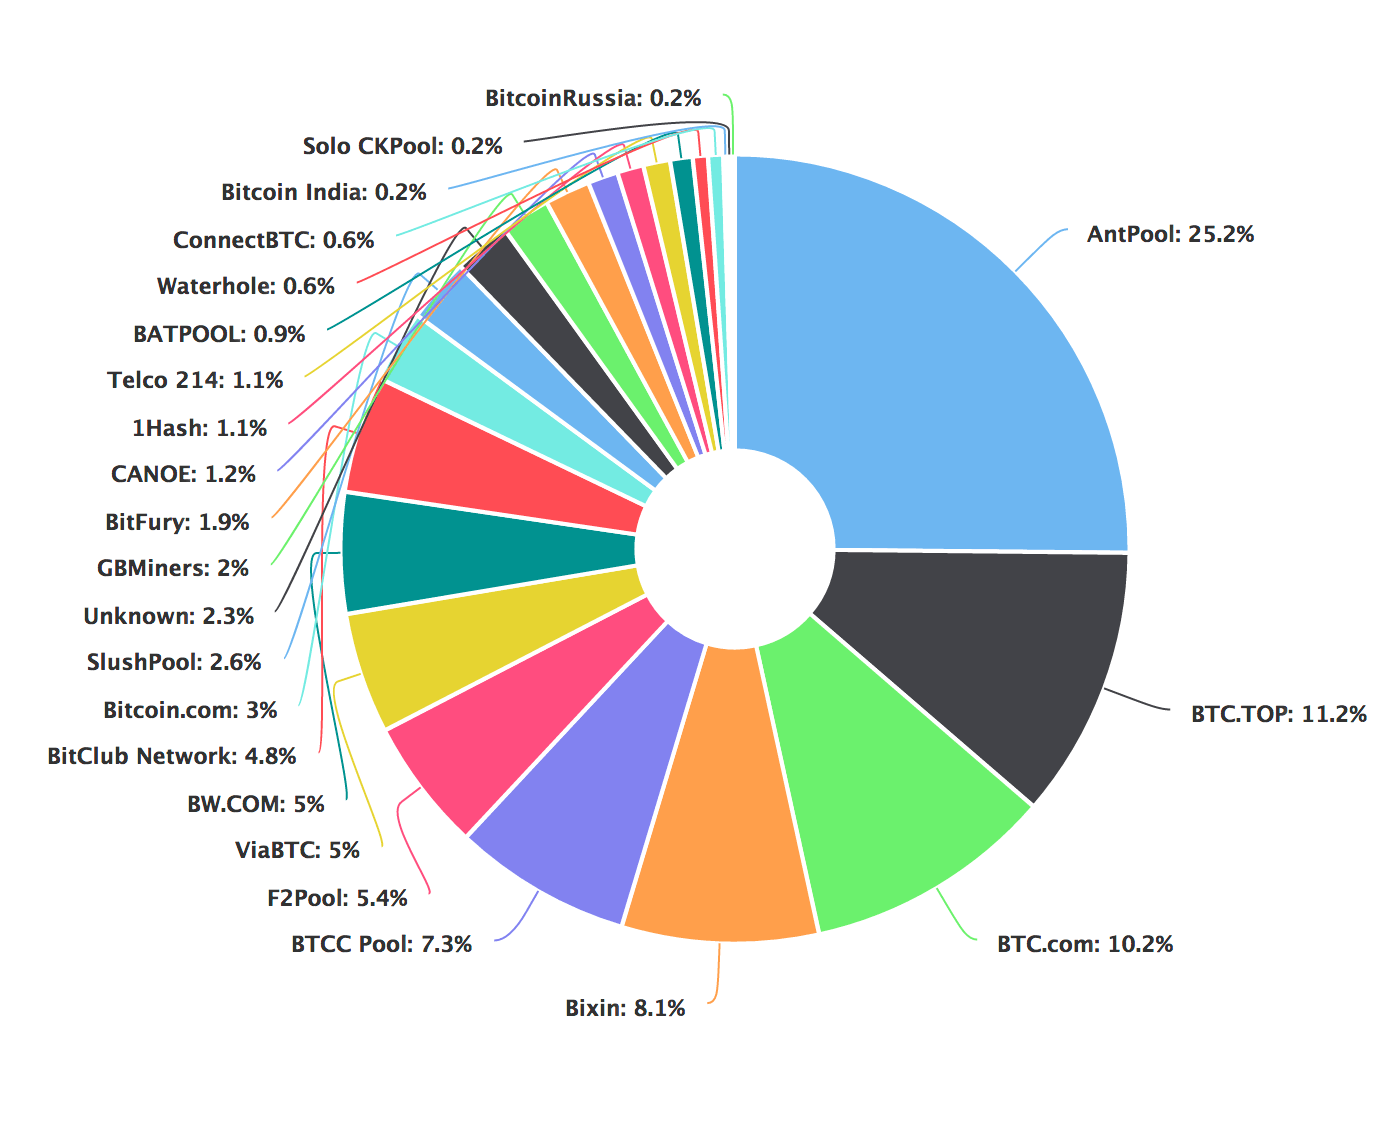 BitcoinRussia: 0.2%
Solo CKPool: 0.2%
Bitcoin India: 0.2%
ConnectBTC: 0.6%
Waterhole: 0.6%
BATPOOL: 0.9%
Telco 214: 1.1%
1Hash: 1.1%
CANOE: 1.2%
BitFury: 1.9%
GBMiners: 2%
Unknown: 2.3%
SlushPool: 2.6%
Bitcoin.com: 3%
BitClub Network: 4.8%
BW.COM: 5%
ViaBTC: 5%
F2Pool: 5.4%
BTCC Pool: 7.3%
Bixin: 8.1%
AntPool: 25.2%
BTC.TOP: 11.2%
BTC.com: 10.2%